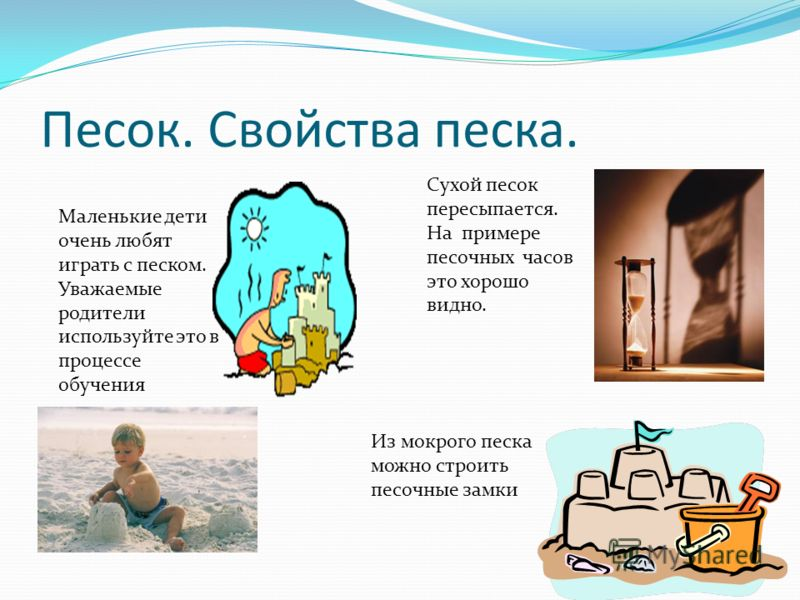 Песок. Свойства песка.
Маленькие дети
очень любят
играть с песком.
Уважаемые
родители
используйте это в
процессе
обучения
Сухой песок
пересыпается.
На примере
песочных часов
это хорошо
видно.
Из мокрого песка
можно строить
песочные замки
MyShared